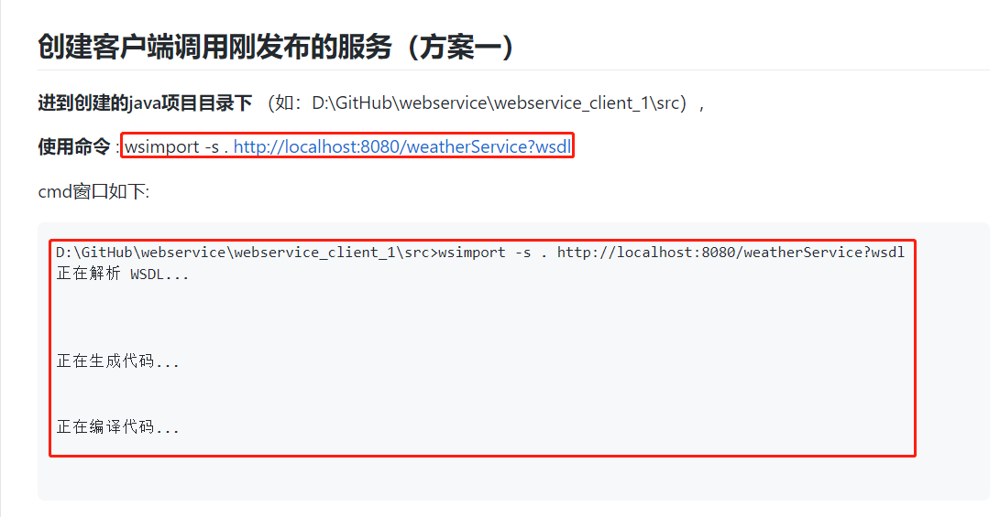 创建客户端调用刚发布的服务（方案一）
进到创建的java项目目录下 （如：D:\GitHub\webservice\webservice_client_1\src），
使用命令 : wsimport -s . http://localhost:8080/weatherService?wsdl
cmd窗口如下:
D:\GitHub\webservice\webservice_client_1\src>wsimport -s . http://localhost:8080/weatherService?wsdl
正在解析 WSDL...
正在生成代码...
正在编译代码...